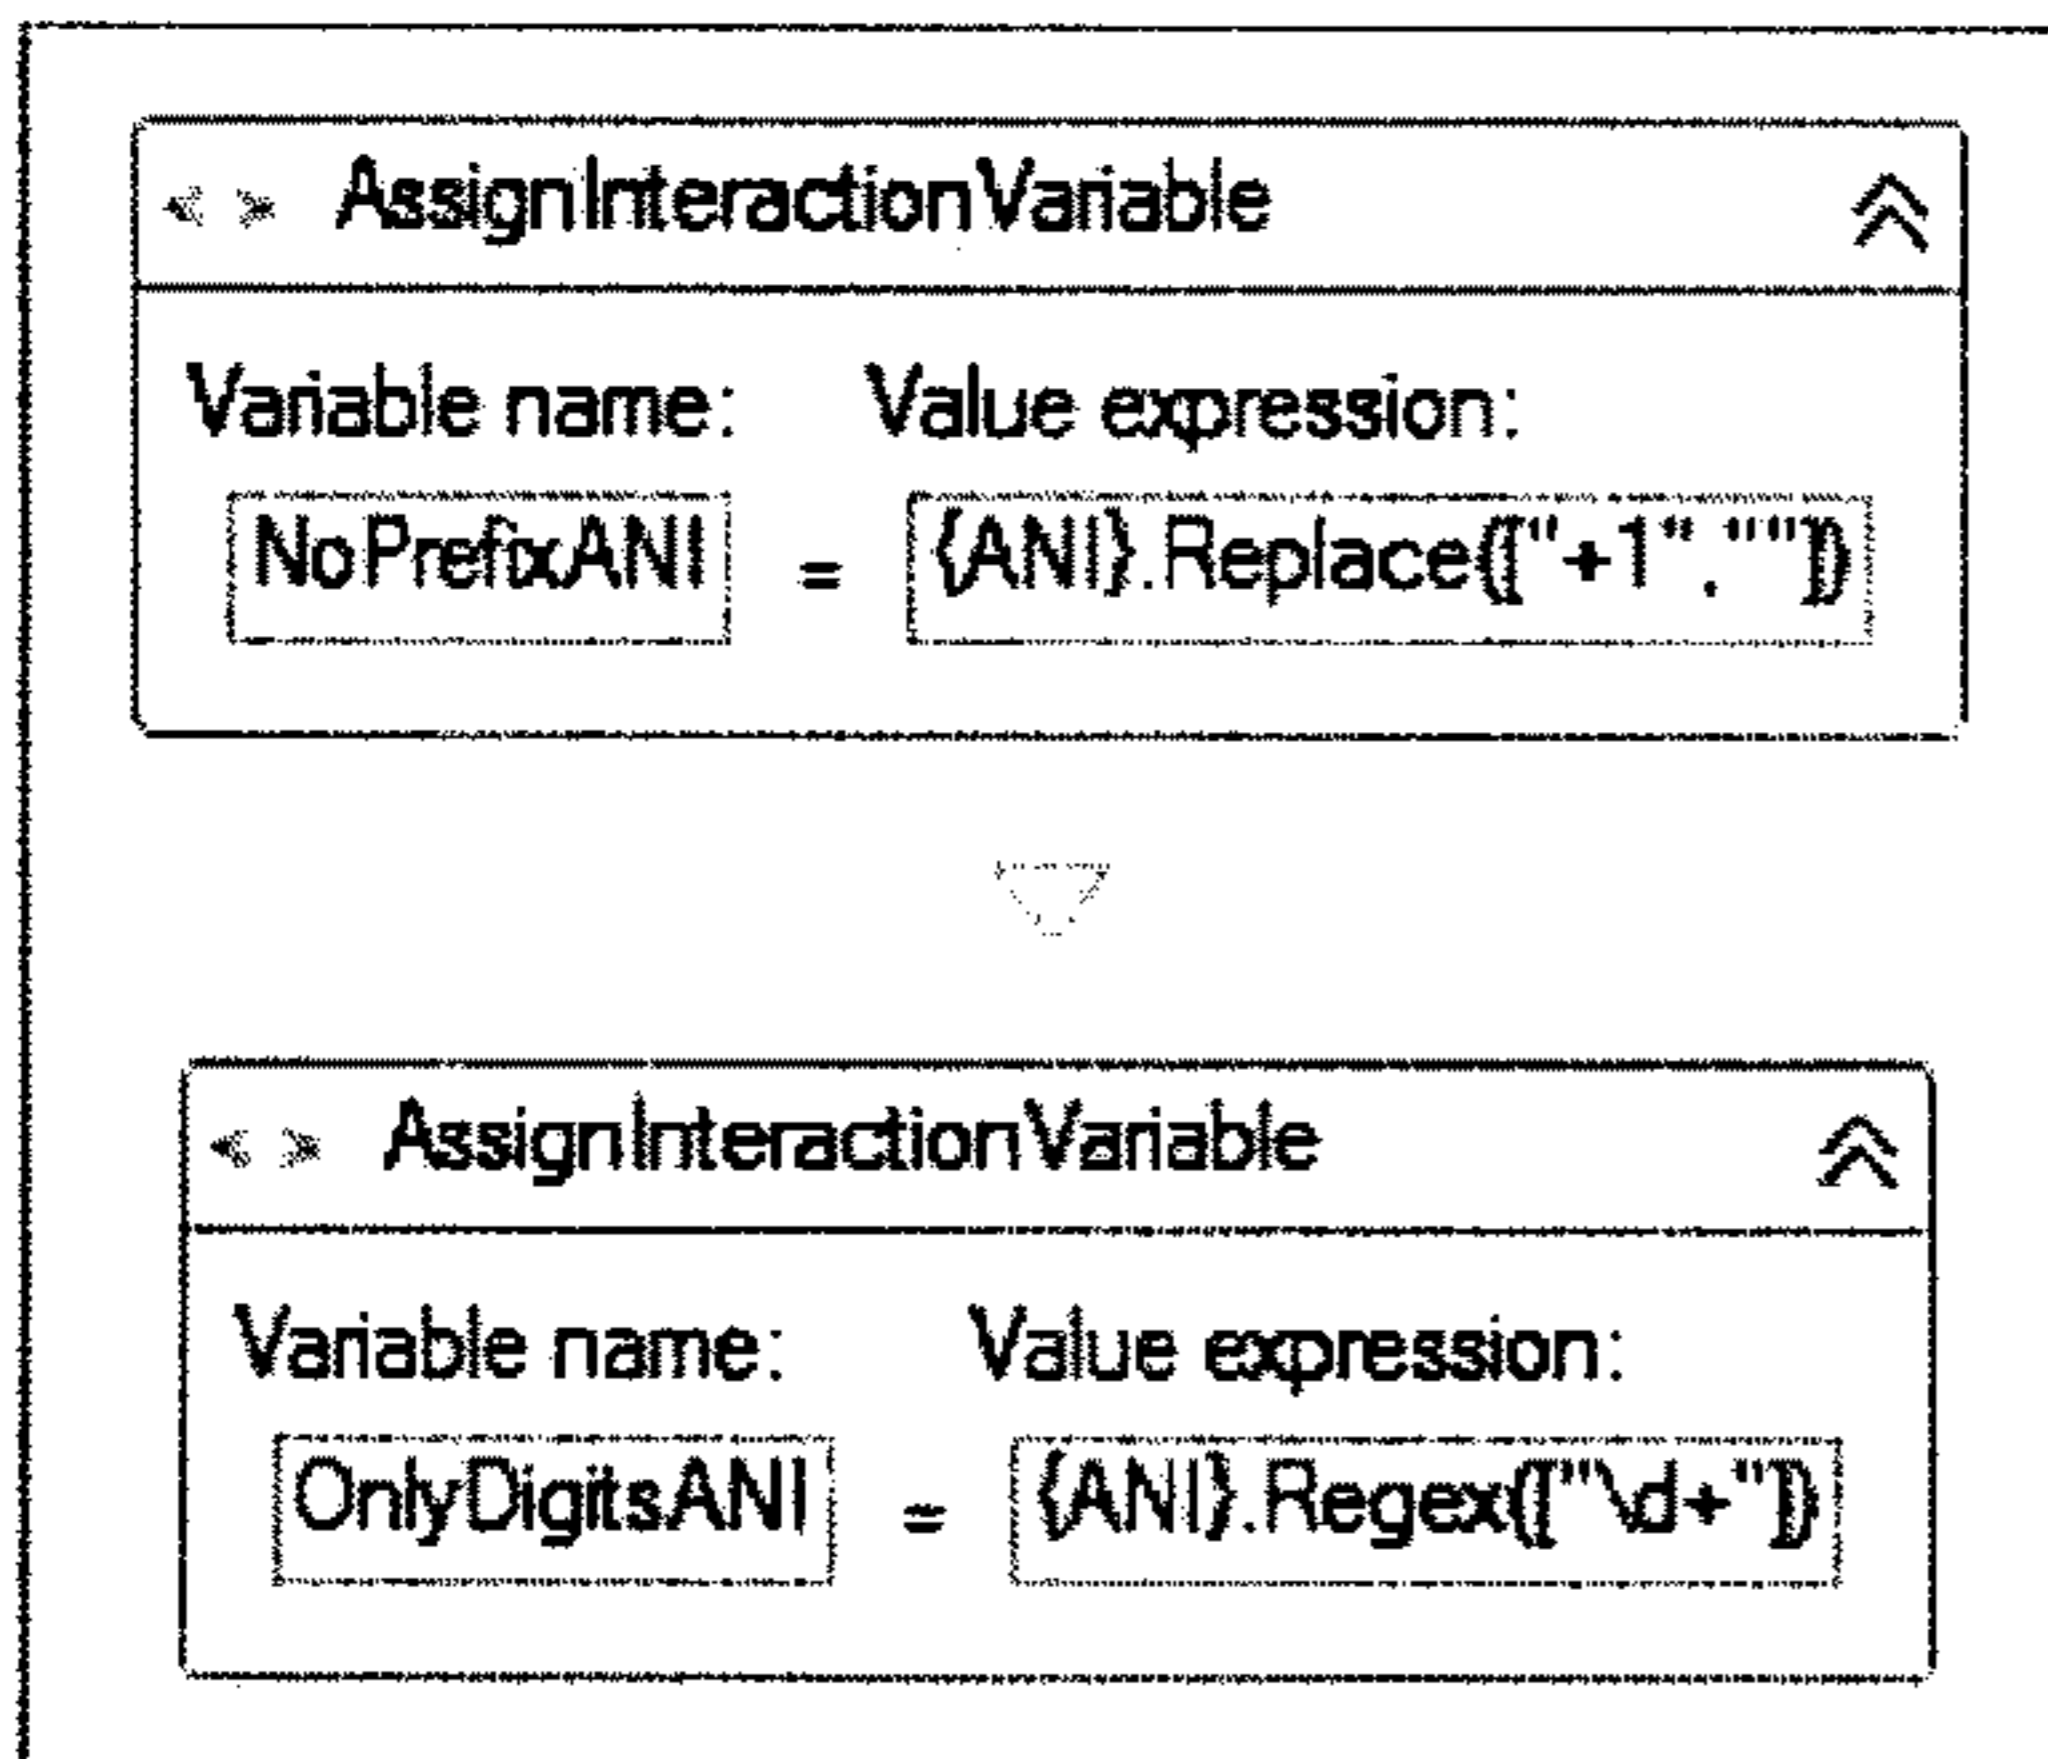 AssignInteractionVariable
Variable name: Value expression:
NoPrefixANI = {ANI}.Replace(["+1",""])
AssignInteractionVariable
Variable name: Value expression:
OnlyDigitsANI = {ANI}.Regex(["\d+"])